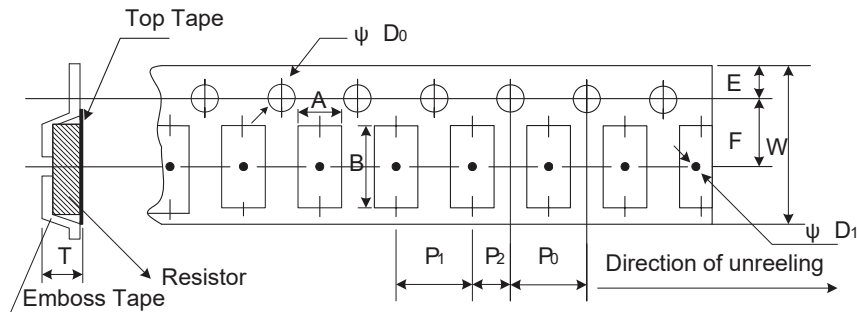 Top Tape
ψ D0
A
E
F
W
B
ψ D1
T
Resistor
P1
P2
P0
Direction of unreeling
Emboss Tape